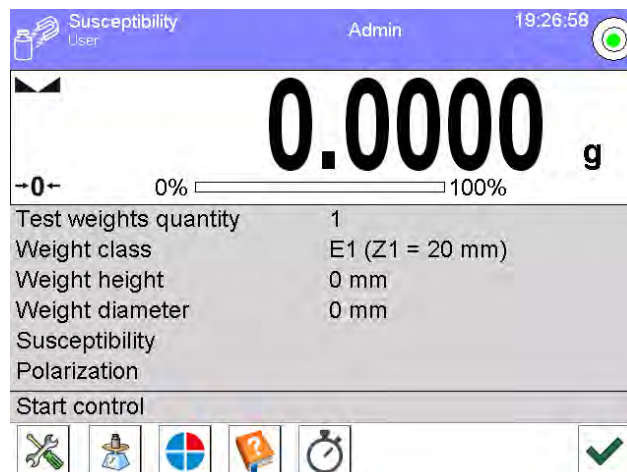 Susceptibility
User
Admin
19:26:58
0.0000 g
→0←
0% 100%
Test weights quantity 1
Weight class E1 (Z1 = 20 mm)
Weight height 0 mm
Weight diameter 0 mm
Susceptibility
Polarization
Start control
?